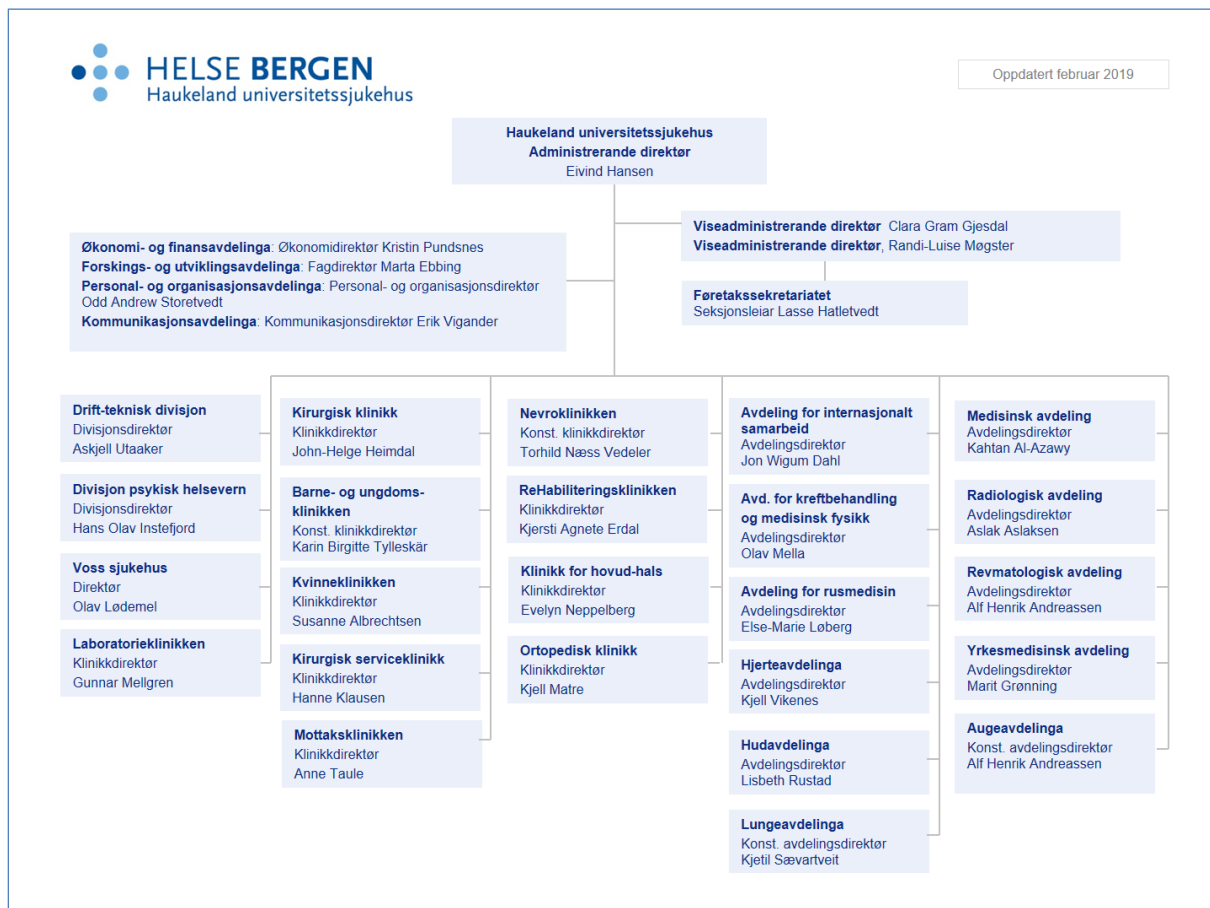 HELSE BERGEN
Haukeland universitetssjukehus
Oppdatert februar 2019
Haukeland universitetssjukehus
Administrerande direktør
Eivind Hansen
Viseadministrerande direktør Clara Gram Gjesdal
Viseadministrerande direktør, Randi-Luise Møgster
Økonomi- og finansavdelinga: Økonomidirektør Kristin Pundsnes
Forskings- og utviklingsavdelinga: Fagdirektør Marta Ebbing
Personal- og organisasjonsavdelinga: Personal- og organisasjonsdirektør
Odd Andrew Storetvedt
Kommunikasjonsavdelinga: Kommunikasjonsdirektør Erik Vigander
Føretakssekretariatet
Seksjonsleiar Lasse Hatletvedt
Drift-teknisk divisjon
Divisjonsdirektør
Askjell Utaaker
Divisjon psykisk helsevern
Divisjonsdirektør
Hans Olav Instefjord
Voss sjukehus
Direktør
Olav Lødemel
Laboratorieklinikken
Klinikkdirektør
Gunnar Mellgren
Kirurgisk klinikk
Klinikkdirektør
John-Helge Heimdal
Barne- og ungdoms-
klinikken
Konst. klinikkdirektør
Karin Birgitte Tylleskär
Kvinneklinikken
Klinikkdirektør
Susanne Albrechtsen
Kirurgisk serviceklinikk
Klinikkdirektør
Hanne Klausen
Mottaksklinikken
Klinikkdirektør
Anne Taule
Nevroklinikken
Konst. klinikkdirektør
Torhild Næss Vedeler
ReHabiliteringsklinikken
Klinikkdirektør
Kjersti Agnete Erdal
Klinikk for hovud-hals
Klinikkdirektør
Evelyn Neppelberg
Ortopedisk klinikk
Klinikkdirektør
Kjell Matre
Avdeling for internasjonalt
samarbeid
Avdelingsdirektør
Jon Wigum Dahl
Avd. for kreftbehandling
og medisinsk fysikk
Avdelingsdirektør
Olav Mella
Avdeling for rusmedisin
Avdelingsdirektør
Else-Marie Løberg
Hjerteavdelinga
Avdelingsdirektør
Kjell Vikenes
Hudavdelinga
Avdelingsdirektør
Lisbeth Rustad
Lungeavdelinga
Konst. avdelingsdirektør
Kjetil Sævartveit
Medisinsk avdeling
Avdelingsdirektør
Kahtan Al-Azawy
Radiologisk avdeling
Avdelingsdirektør
Aslak Aslaksen
Revmatologisk avdeling
Avdelingsdirektør
Alf Henrik Andreassen
Yrkesmedisinsk avdeling
Avdelingsdirektør
Marit Grønning
Augeavdelinga
Konst. avdelingsdirektør
Alf Henrik Andreassen